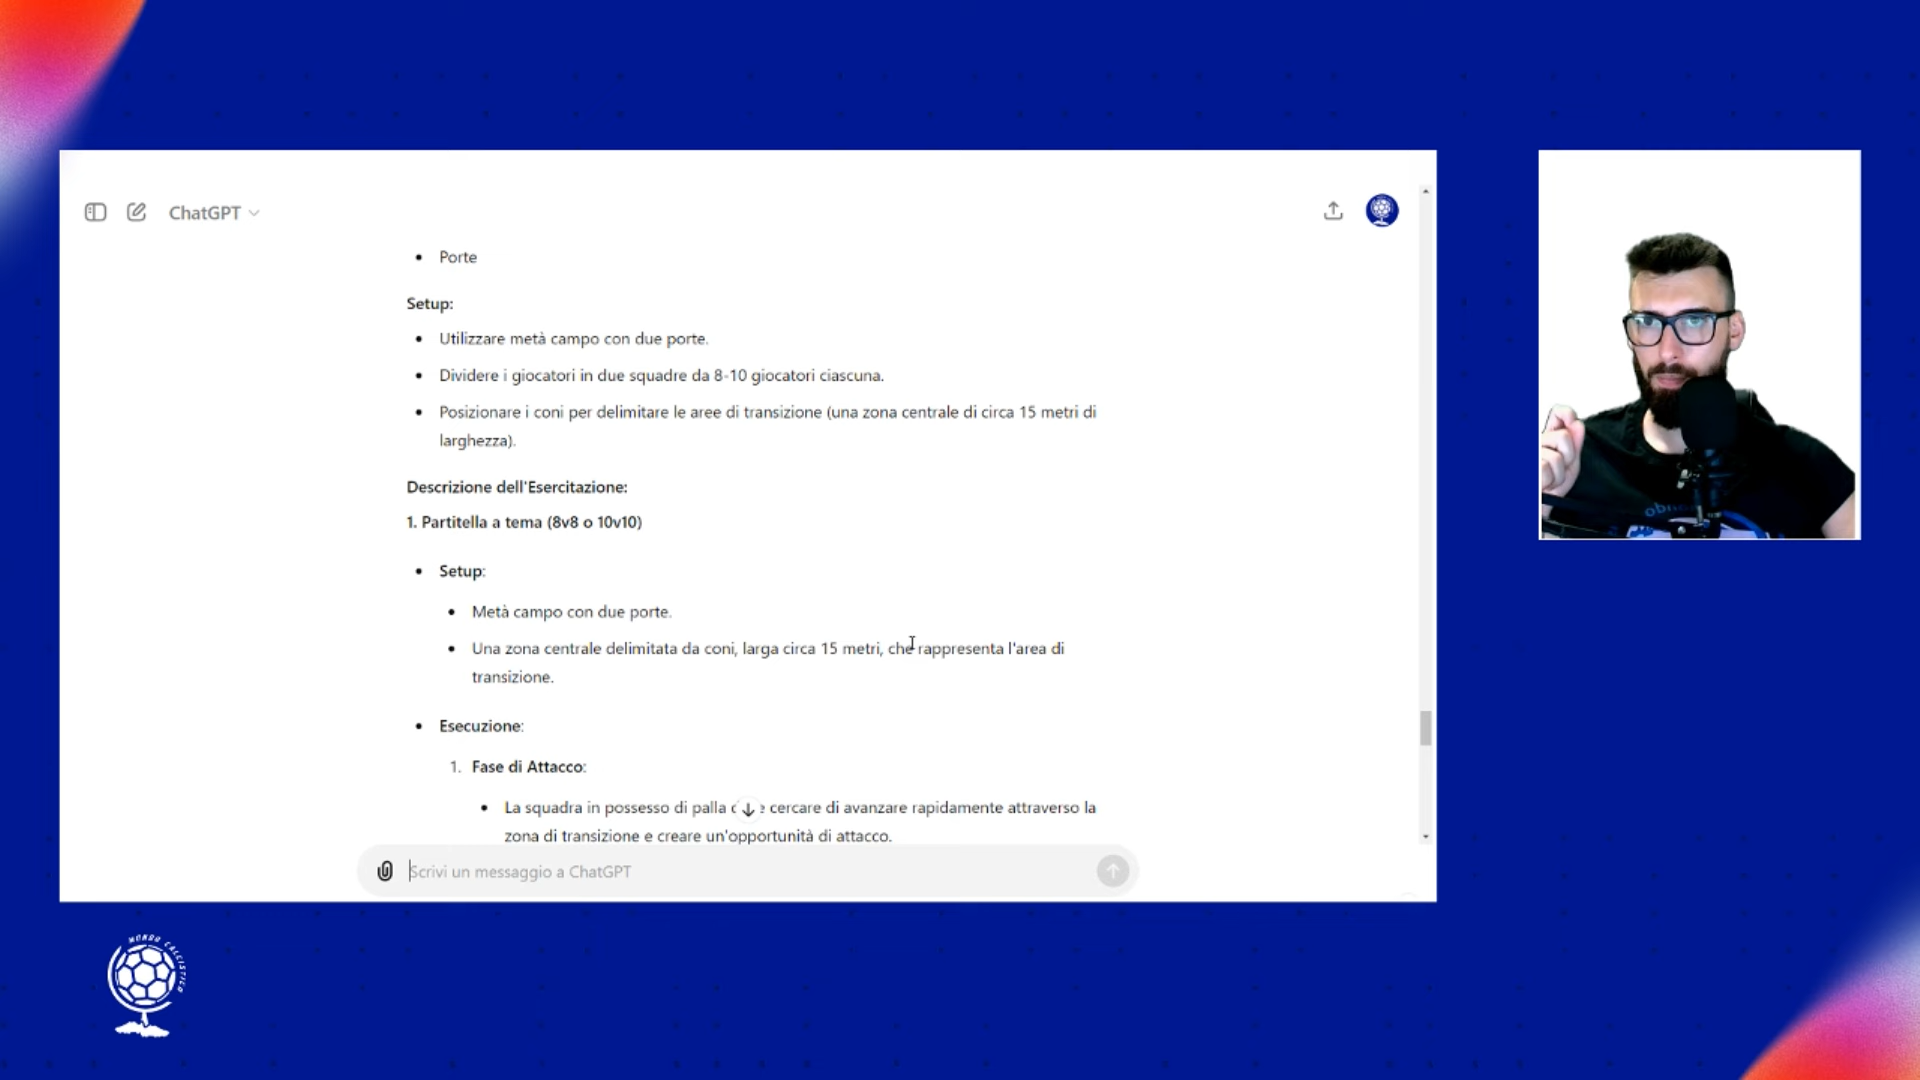 ChatGPT
Porte
Setup:
Utilizzare metà campo con due porte.
Dividere i giocatori in due squadre da 8-10 giocatori ciascuna.
Posizionare i coni per delimitare le aree di transizione (una zona centrale di circa 15 metri di
larghezza).
Descrizione dell'Esercitazione:
1. Partitella a tema (8v8 o 10v10)
Setup:
Metà campo con due porte.
Una zona centrale delimitata da coni, larga circa 15 metri, che rappresenta l'area di
transizione.
Esecuzione:
1. Fase di Attacco:
La squadra in possesso di palla cercare di avanzare rapidamente attraverso la
zona di transizione e creare un'opportunità di attacco.
Scrivi un messaggio a ChatGPT
MONDO CALCISTICO